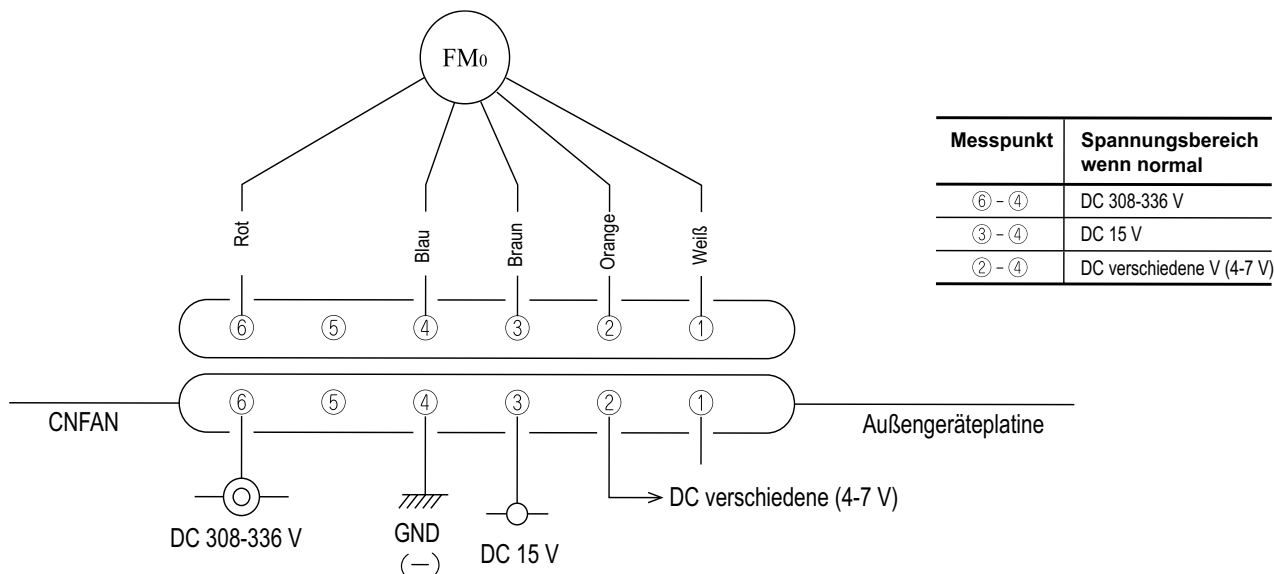 FM0
Rot
Blau
Braun
Orange
Weiß
⑥ ⑤ ④ ③ ② ①
⑥ ⑤ ④ ③ ② ①
CNFAN
Außengeräteplatine
DC 308-336 V
GND
(−)
DC 15 V
DC verschiedene (4-7 V)
Messpunkt Spannungsbereich
wenn normal
⑥ - ④ DC 308-336 V
③ - ④ DC 15 V
② - ④ DC verschiedene V (4-7 V)